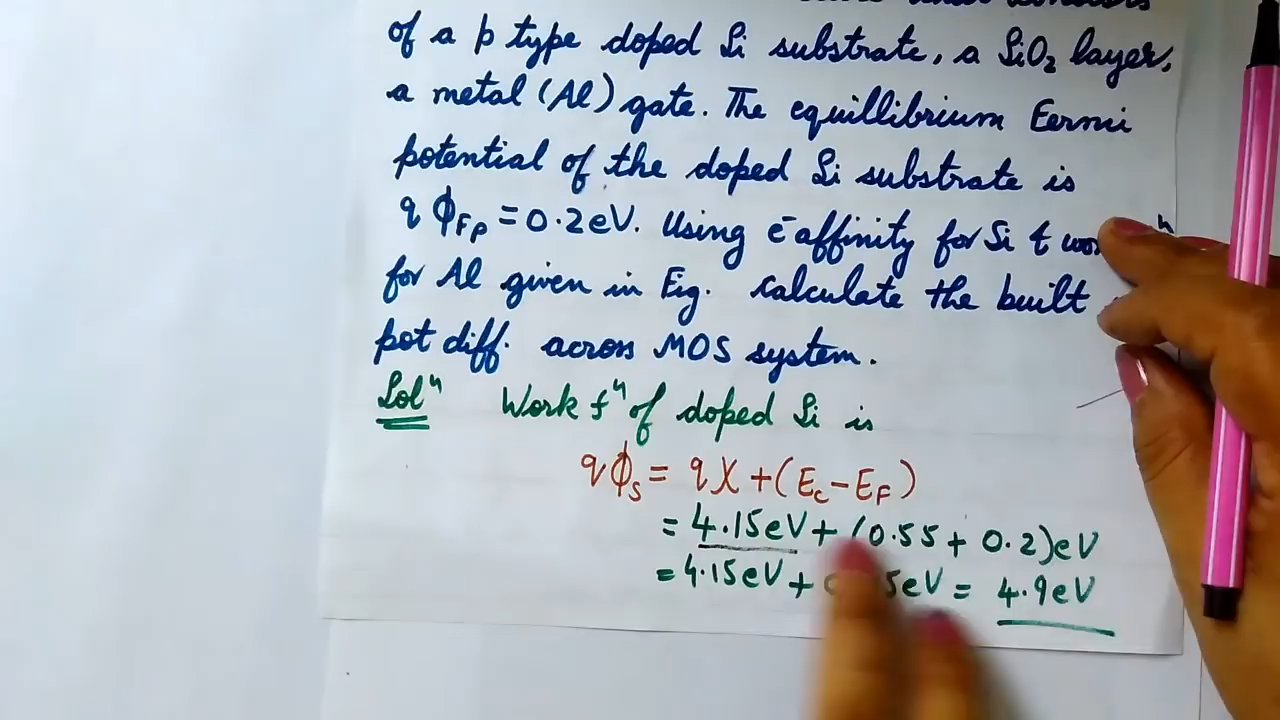 of a p type doped Si substrate, a SiO₂ layer,
a metal (Al) gate. The equillibrium Fermi
potential of the doped Si substrate is
qϕFp = 0.2eV. Using e⁻ affinity for Si &
for Al given in Fig. calculate the built
pot diff. across MOS system.
Solⁿ Work fⁿ of doped Si is
qϕs = qX + (Ec - EF)
= 4.15eV + (0.55 + 0.2)eV
= 4.15eV + 5eV = 4.9eV